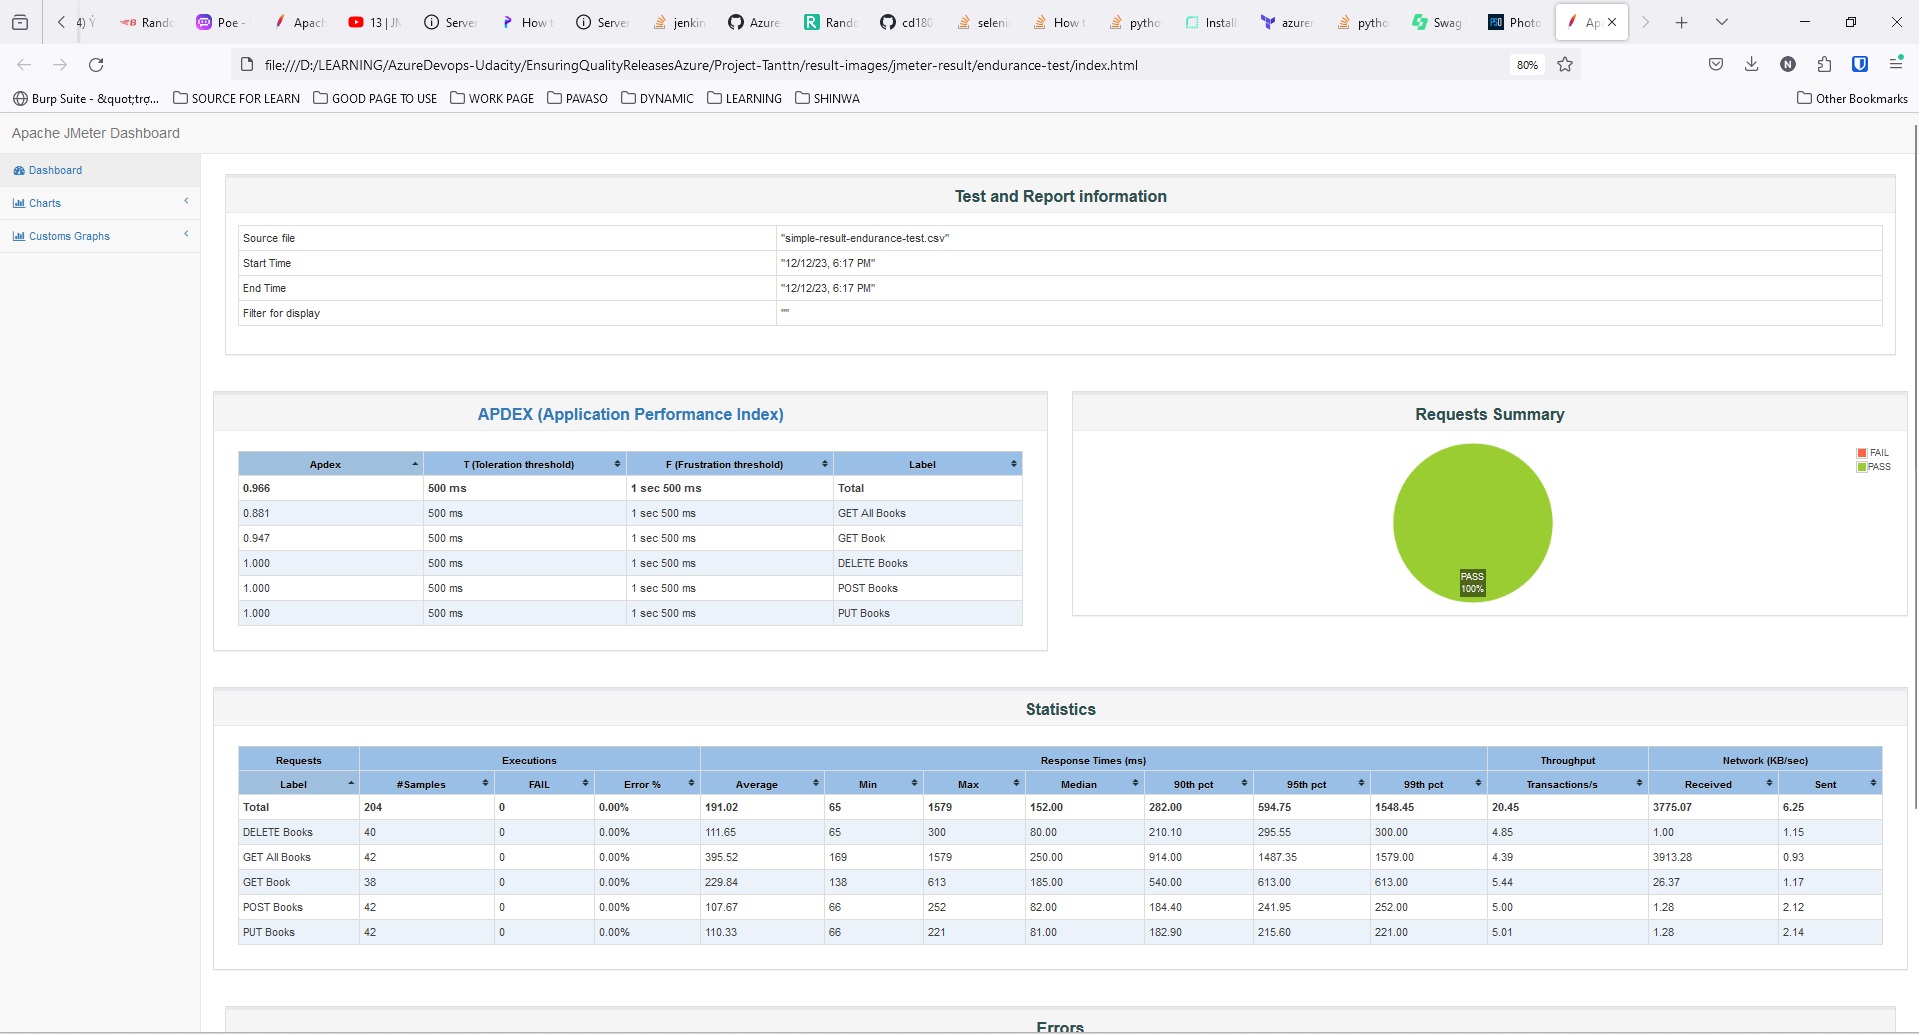 Rand
Poe -
Apach
13 | JM
Server
How t
Server
jenkin
Azure
Rando
cd180
seleni
How t
pytho
Install
azurer
pytho
Swag
Photo
Ap
file:///D:/LEARNING/AzureDevops-Udacity/EnsuringQualityReleasesAzure/Project-Tanttn/result-images/jmeter-result/endurance-test/index.html
80%
N
Burp Suite - &quot;trợ... SOURCE FOR LEARN GOOD PAGE TO USE WORK PAGE PAVASO DYNAMIC LEARNING SHINWA Other Bookmarks
Apache JMeter Dashboard
Dashboard
Charts
Customs Graphs
Test and Report information
Source file "simple-result-endurance-test.csv"
Start Time "12/12/23, 6:17 PM"
End Time "12/12/23, 6:17 PM"
Filter for display ""
APDEX (Application Performance Index)
Apdex T (Toleration threshold) F (Frustration threshold) Label
0.966 500 ms 1 sec 500 ms Total
0.881 500 ms 1 sec 500 ms GET All Books
0.947 500 ms 1 sec 500 ms GET Book
1.000 500 ms 1 sec 500 ms DELETE Books
1.000 500 ms 1 sec 500 ms POST Books
1.000 500 ms 1 sec 500 ms PUT Books
Requests Summary
FAIL
PASS
PASS
100%
Statistics
Requests Executions Response Times (ms) Throughput Network (KB/sec)
Label #Samples FAIL Error % Average Min Max Median 90th pct 95th pct 99th pct Transactions/s Received Sent
Total 204 0 0.00% 191.02 65 1579 152.00 282.00 594.75 1548.45 20.45 3775.07 6.25
DELETE Books 40 0 0.00% 111.65 65 300 80.00 210.10 295.55 300.00 4.85 1.00 1.15
GET All Books 42 0 0.00% 395.52 169 1579 250.00 914.00 1487.35 1579.00 4.39 3913.28 0.93
GET Book 38 0 0.00% 229.84 138 613 185.00 540.00 613.00 613.00 5.44 26.37 1.17
POST Books 42 0 0.00% 107.67 66 252 82.00 184.40 241.95 252.00 5.00 1.28 2.12
PUT Books 42 0 0.00% 110.33 66 221 81.00 182.90 215.60 221.00 5.01 1.28 2.14
Errors